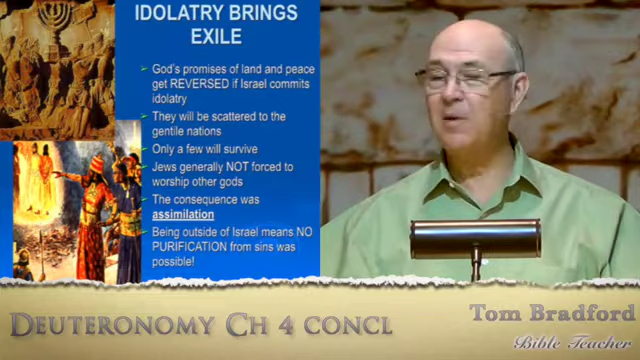 IDOLATRY BRINGS
EXILE
God's promises of land and peace
get REVERSED if Israel commits
idolatry
They will be scattered to the
gentile nations
Only a few will survive
Jews generally NOT forced to
worship other gods
The consequence was
assimilation
Being outside of Israel means NO
PURIFICATION from sins was
possible!
DEUTERONOMY CH 4 CONCL
Tom Bradford
Bible Teacher